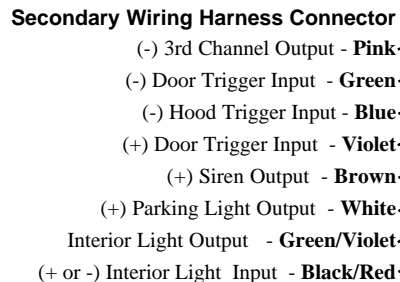 Secondary Wiring Harness Connector
(-) 3rd Channel Output - Pink
(-) Door Trigger Input - Green
(-) Hood Trigger Input - Blue
(+) Door Trigger Input - Violet
(+) Siren Output - Brown
(+) Parking Light Output - White
Interior Light Output - Green/Violet
(+ or -) Interior Light Input - Black/Red